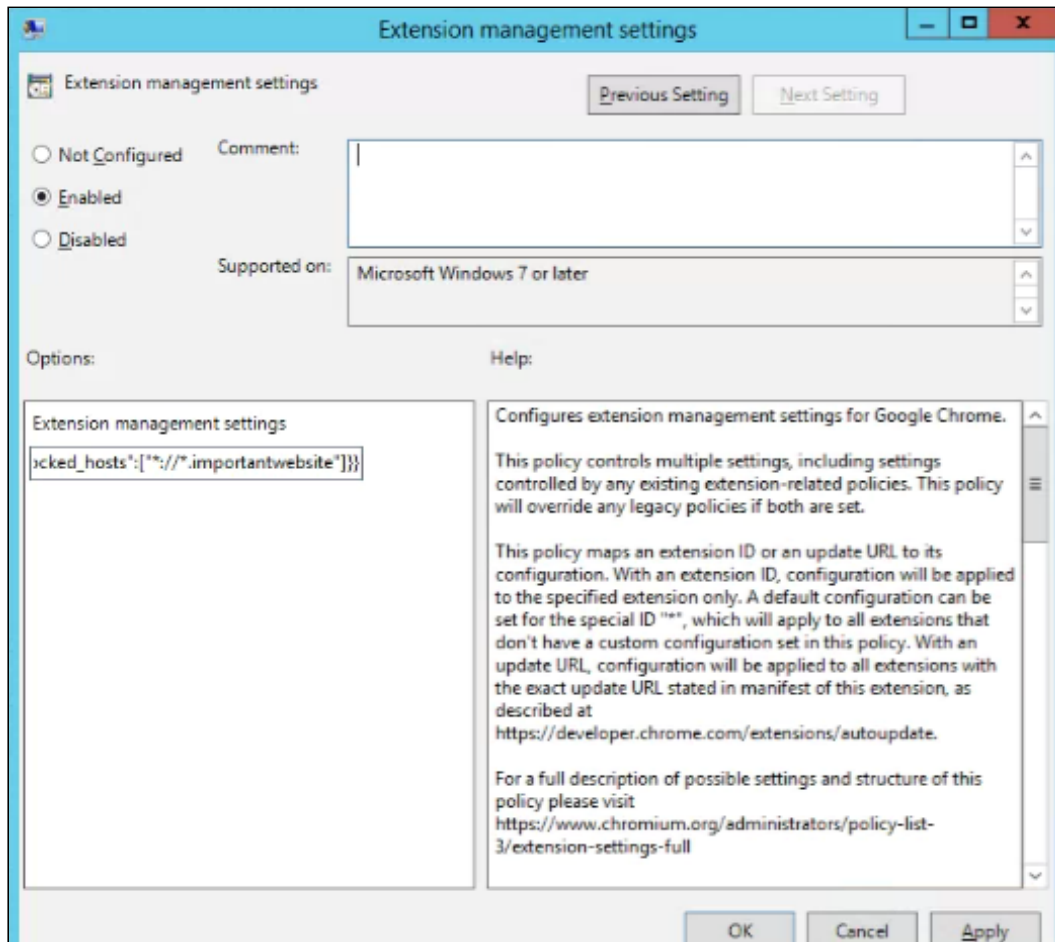 Extension management settings
Extension management settings
Previous Setting
Next Setting
Not Configured
Comment:
Enabled
Disabled
Supported on:
Microsoft Windows 7 or later
Options:
Help:
Extension management settings
ocked_hosts":["*://*.importantwebsite"]}}
Configures extension management settings for Google Chrome.
This policy controls multiple settings, including settings
controlled by any existing extension-related policies. This policy
will override any legacy policies if both are set.
This policy maps an extension ID or an update URL to its
configuration. With an extension ID, configuration will be applied
to the specified extension only. A default configuration can be
set for the special ID "*", which will apply to all extensions that
don't have a custom configuration set in this policy. With an
update URL, configuration will be applied to all extensions with
the exact update URL stated in manifest of this extension, as
described at
https://developer.chrome.com/extensions/autoupdate.
For a full description of possible settings and structure of this
policy please visit
https://www.chromium.org/administrators/policy-list-
3/extension-settings-full
OK
Cancel
Apply